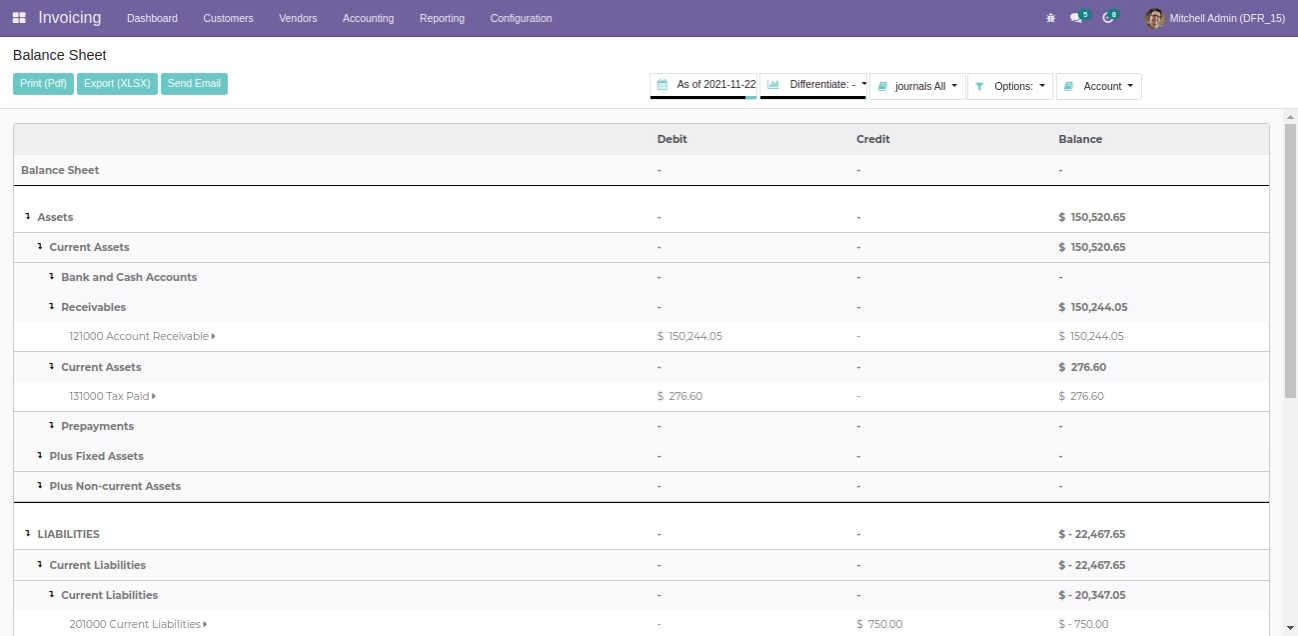 Invoicing Dashboard Customers Vendors Accounting Reporting Configuration 5 8 Mitchell Admin (DFR_15)
Balance Sheet
Print (Pdf) Export (XLSX) Send Email As of 2021-11-22 Differentiate: - journals All Options: Account
Debit Credit Balance
Balance Sheet - - -
Assets - - $ 150,520.65
Current Assets - - $ 150,520.65
Bank and Cash Accounts - - -
Receivables - - $ 150,244.05
121000 Account Receivable $ 150,244.05 - $ 150,244.05
Current Assets - - $ 276.60
131000 Tax Paid $ 276.60 - $ 276.60
Prepayments - - -
Plus Fixed Assets - - -
Plus Non-current Assets - - -
LIABILITIES - - $ - 22,467.65
Current Liabilities - - $ - 22,467.65
Current Liabilities - - $ - 20,347.05
201000 Current Liabilities - $ 750.00 $ - 750.00